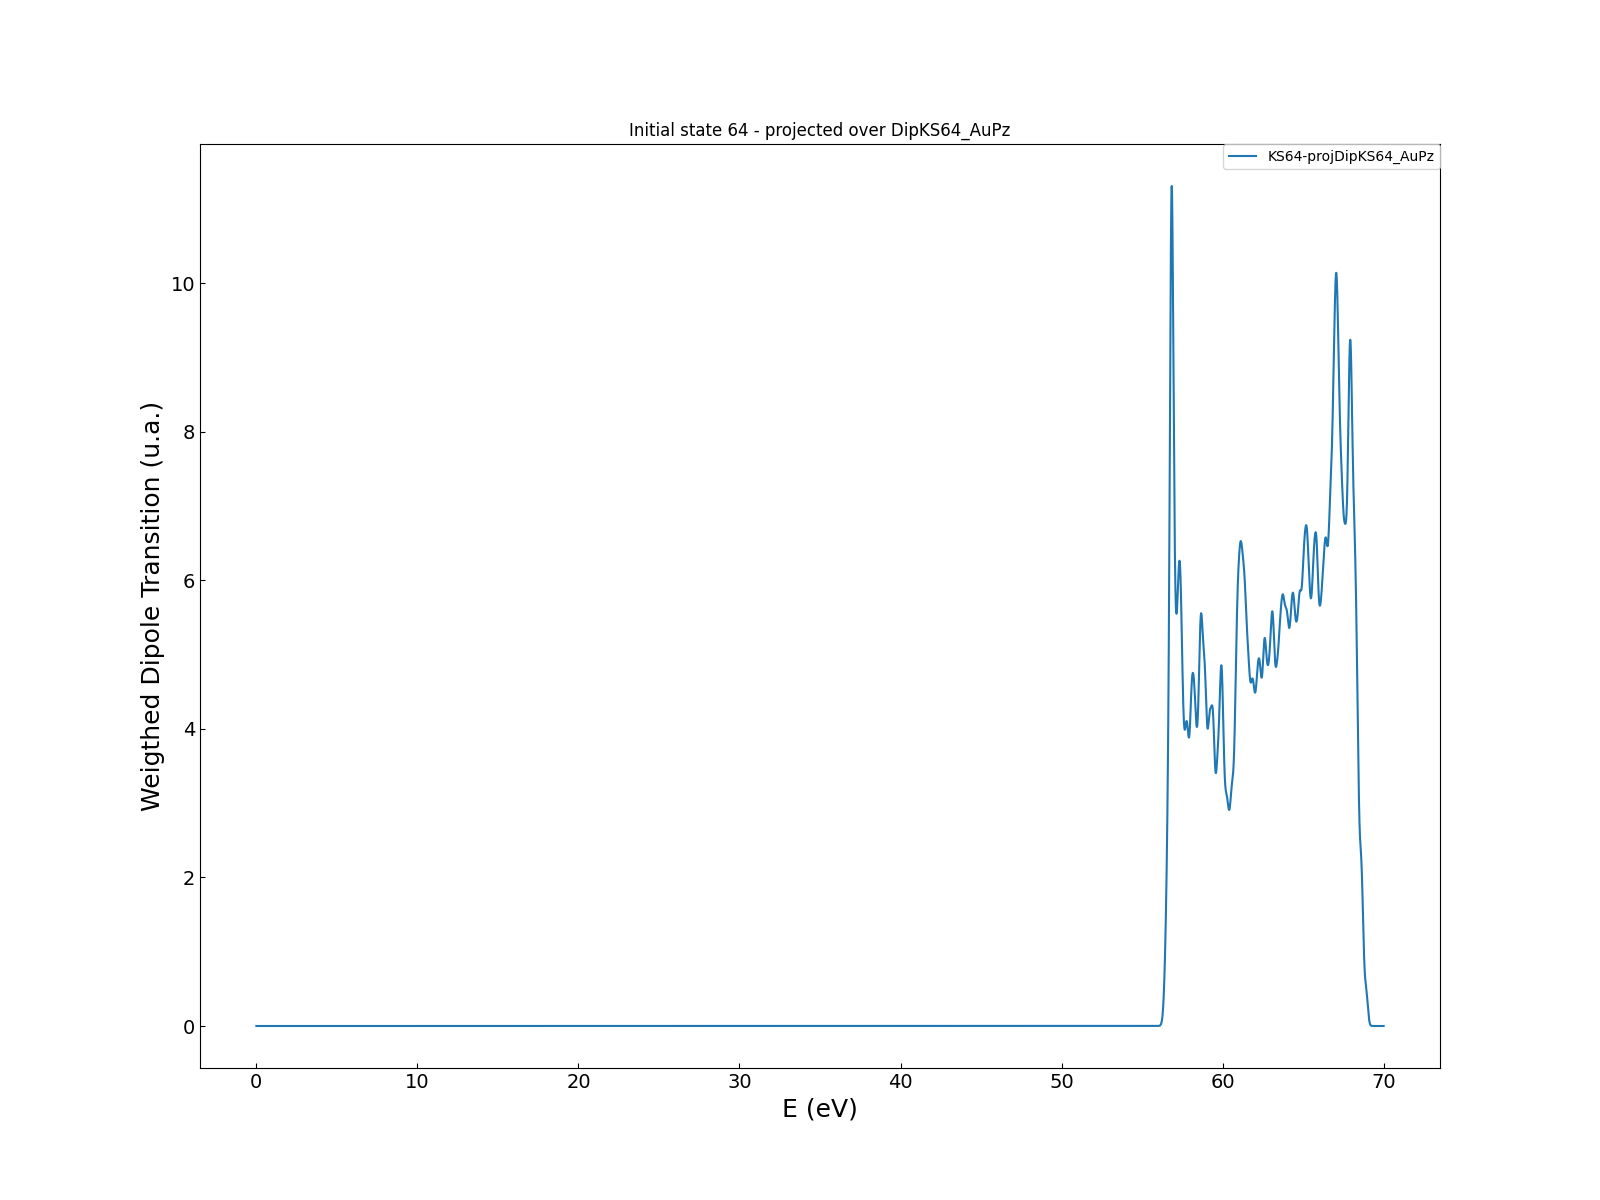 Initial state 64 - projected over DipKS64_AuPz
KS64-projDipKS64_AuPz
Weigthed Dipole Transition (u.a.)
10
8
6
4
2
0
0 10 20 30 40 50 60 70
E (eV)